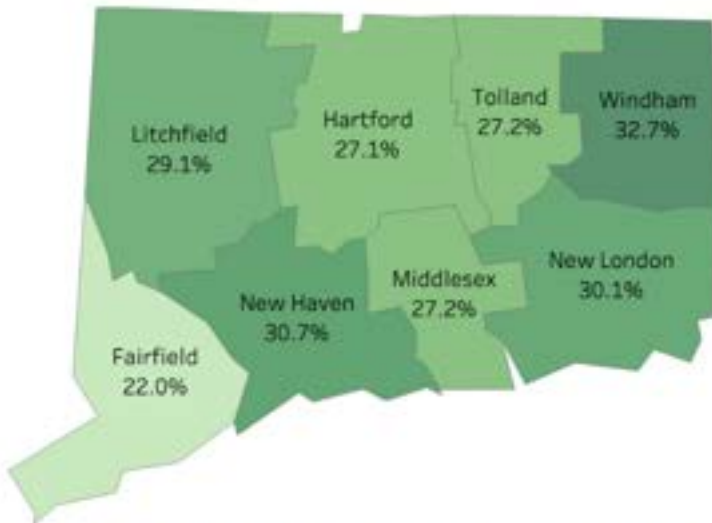 Litchfield
29.1%
Hartford
27.1%
Tolland
27.2%
Windham
32.7%
New Haven
30.7%
Middlesex
27.2%
New London
30.1%
Fairfield
22.0%